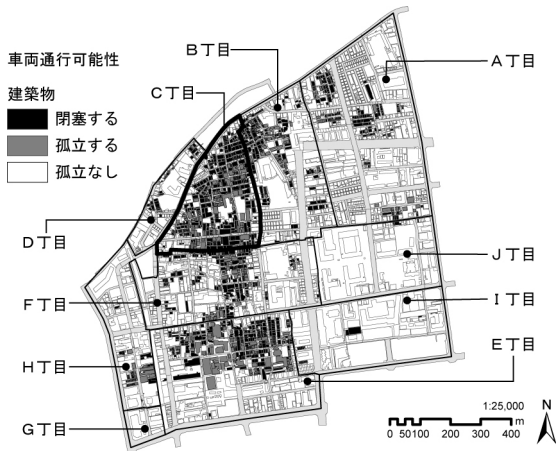 車両通行可能性
建築物
閉塞する
孤立する
孤立なし
B丁目
A丁目
C丁目
D丁目
J丁目
F丁目
I丁目
H丁目
E丁目
G丁目
1:25,000
m
0 50100 200 300 400
N